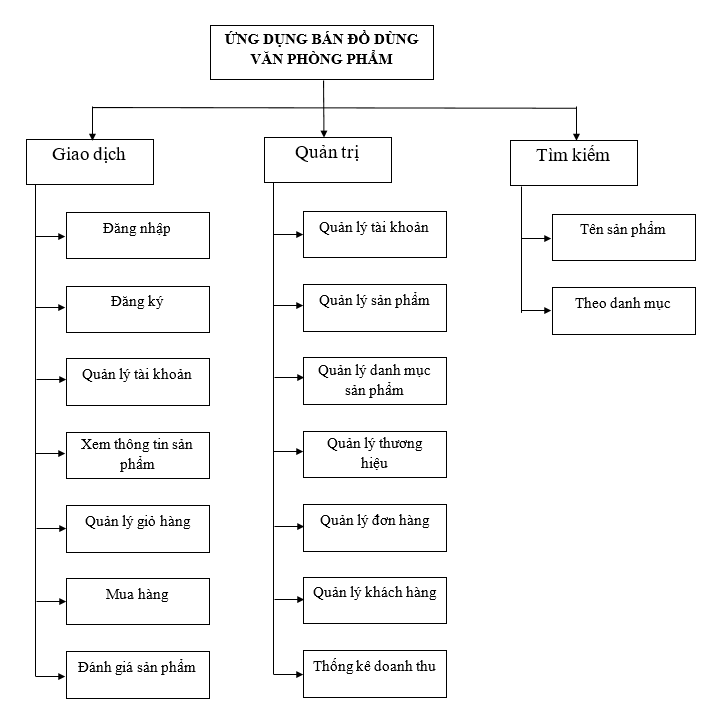 ỨNG DỤNG BÁN ĐỒ DÙNG
VĂN PHÒNG PHẨM
Giao dịch
Đăng nhập
Đăng ký
Quản lý tài khoản
Xem thông tin sản
phẩm
Quản lý giỏ hàng
Mua hàng
Đánh giá sản phẩm
Quản trị
Quản lý tài khoản
Quản lý sản phẩm
Quản lý danh mục
sản phẩm
Quản lý thương
hiệu
Quản lý đơn hàng
Quản lý khách hàng
Thống kê doanh thu
Tìm kiếm
Tên sản phẩm
Theo danh mục